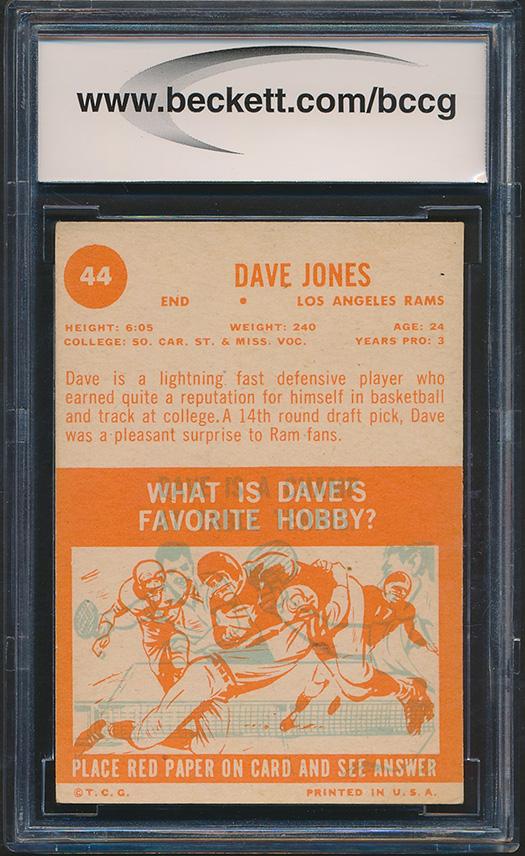 www.beckett.com/bccg
44
DAVE JONES
END • LOS ANGELES RAMS
HEIGHT: 6:05 WEIGHT: 240 AGE: 24
COLLEGE: SO. CAR. ST. & MISS. VOC. YEARS PRO: 3
Dave is a lightning fast defensive player who
earned quite a reputation for himself in basketball
and track at college. A 14th round draft pick, Dave
was a pleasant surprise to Ram fans.
DAVE IS A
WHAT IS DAVE'S
FAVORITE HOBBY?
PLACE RED PAPER ON CARD AND SEE ANSWER
© T.C.G. PRINTED IN U.S.A.